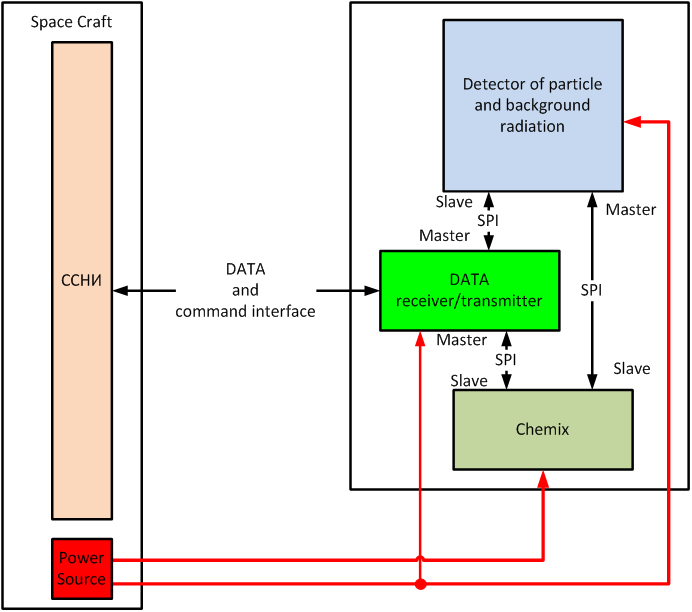 Space Craft
ССНИ
Power
Source
DATA
and
command interface
Detector of particle
and background
radiation
Slave
SPI
Master
Master
SPI
DATA
receiver/transmitter
Master
SPI
Slave
Slave
Chemix